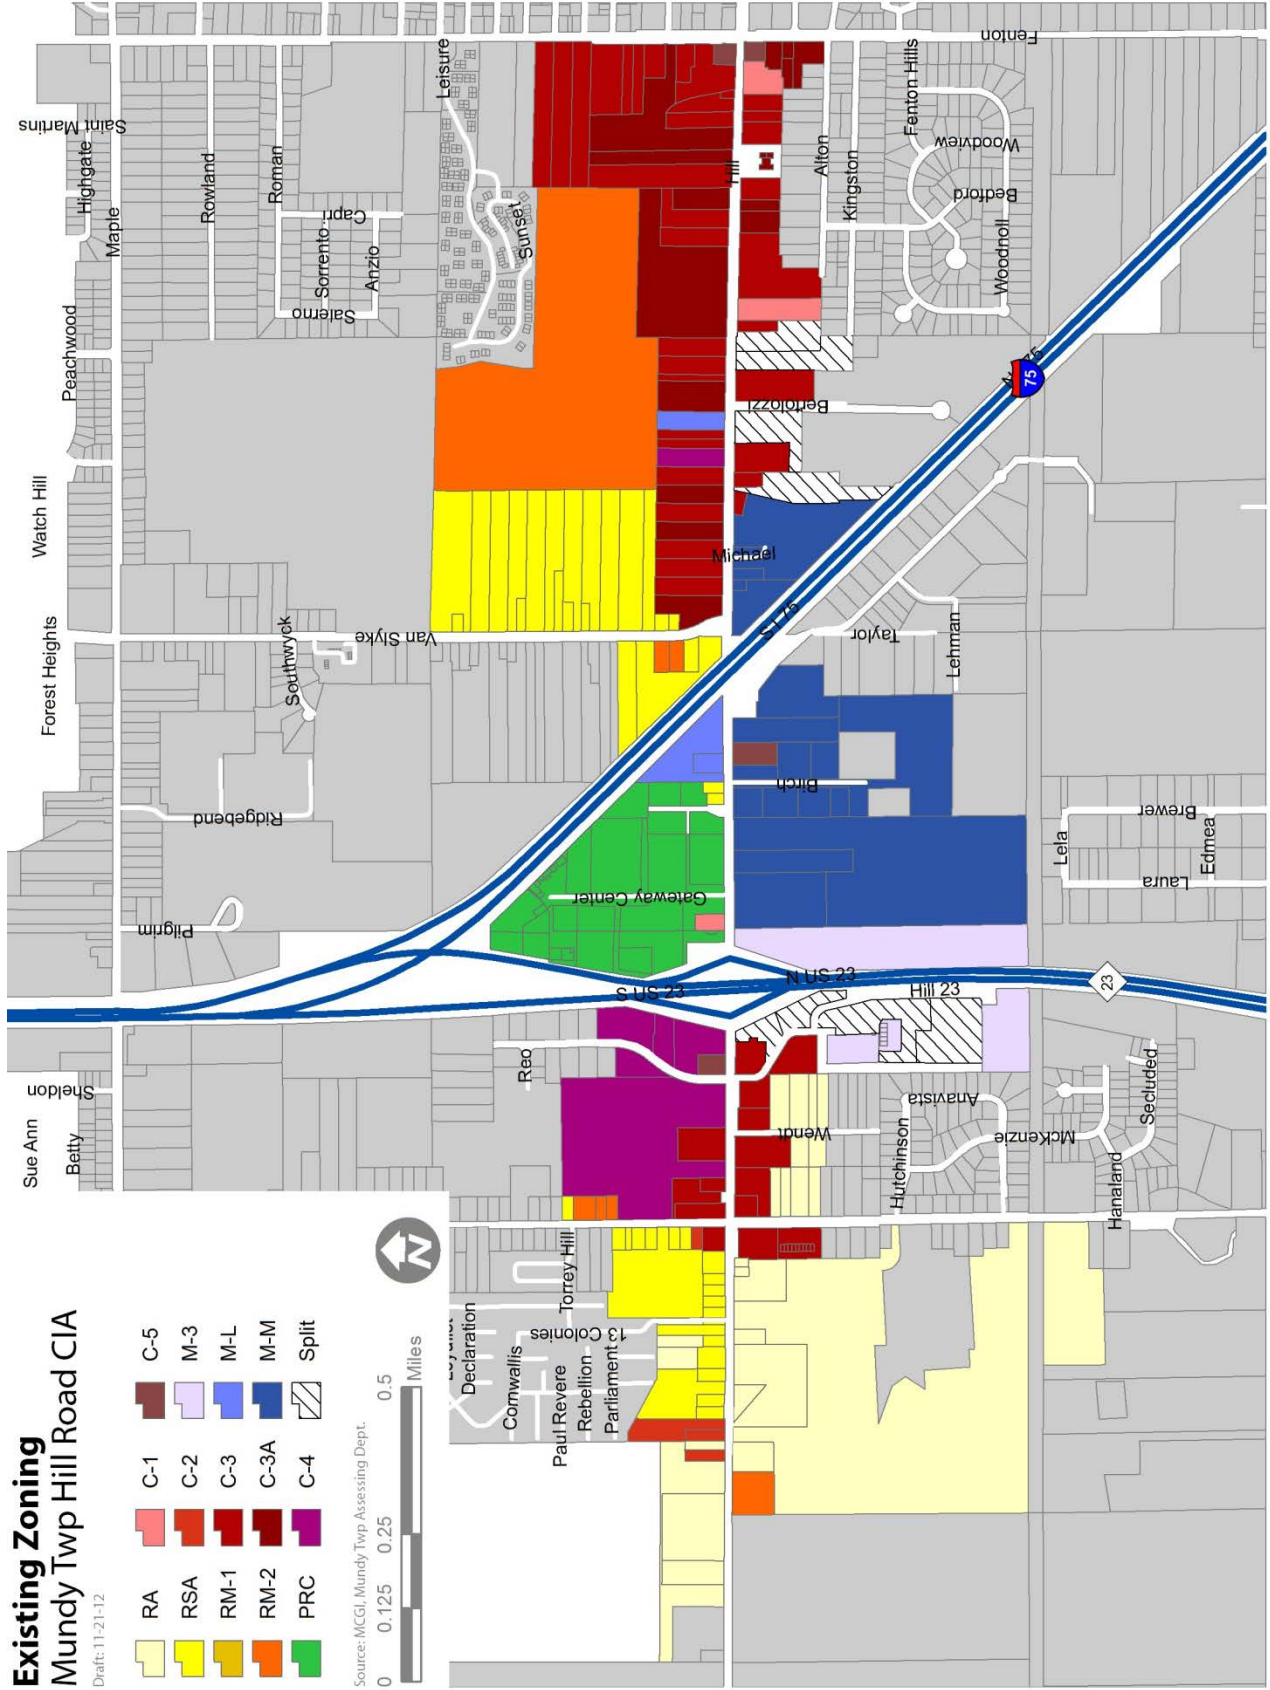 Existing Zoning
Mundy Twp Hill Road CIA
Draft: 11-21-12
RA
RSA
RM-1
RM-2
PRC
C-1
C-2
C-3
C-3A
C-4
C-5
M-3
M-L
M-M
Split
Source: MCGI, Mundy Twp Assessing Dept.
0 0.125 0.25 0.5
Miles
N
Sue Ann
Betty
Sheldon
Pilgrim
Ridgebend
Forest Heights
Southwyck
Watch Hill
Peachwood
Maple
Highgate
Saint Martins
Rowland
Roman
Capri
Sorrento
Anzio
Salerno
Leisure
Sunset
Van Slyke
Reo
Torrey Hill
13 Colonies
Declaration
Cornwallis
Paul Revere
Rebellion
Parliament
Gateway Center
S US 23
N US 23
Hill 23
23
S I 75
75
Hill
Michael
Bertolozzi
Taylor
Lehman
Birch
Brewer
Lela
Edmea
Laura
Wendt
Hutchinson
Anavista
McKenzie
Secluded
Hanaland
Alton
Kingston
Fenton Hills
Woodview
Bedford
Woodnoll
Fenton